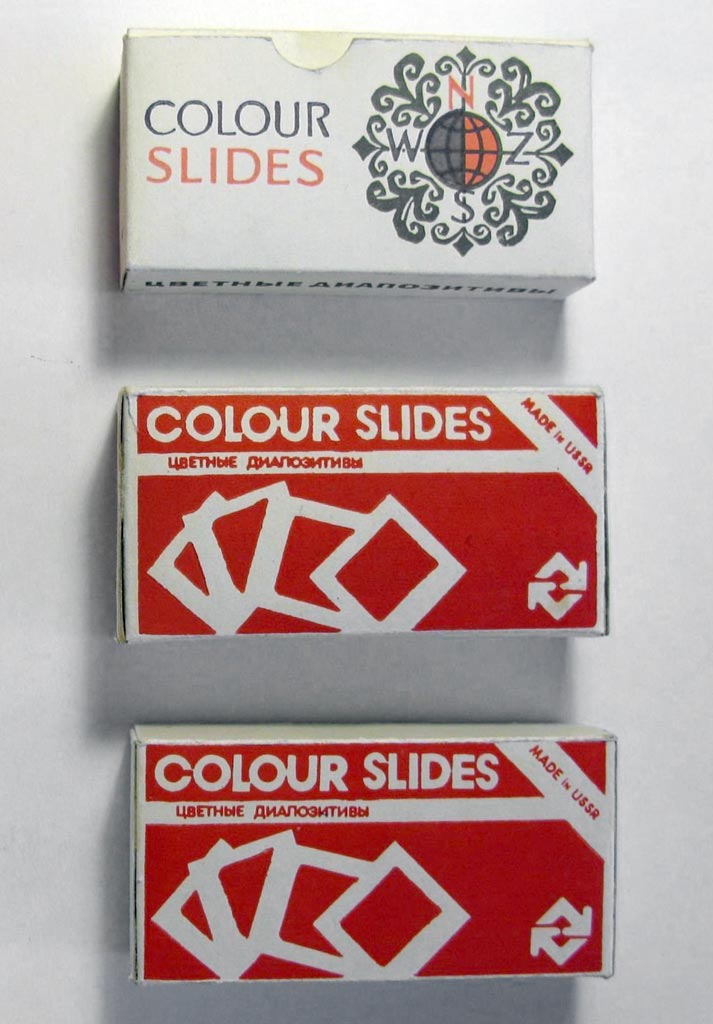 COLOUR
SLIDES
N
W
Z
S
ЦВЕТНЫЕ ДИАПОЗИТИВЫ
COLOUR SLIDES
MADE in USSR
ЦВЕТНЫЕ ДИАПОЗИТИВЫ
COLOUR SLIDES
MADE in USSR
ЦВЕТНЫЕ ДИАПОЗИТИВЫ